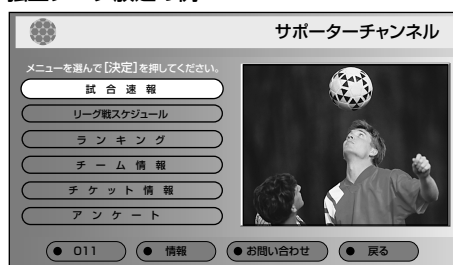 サポーターチャンネル
メニューを選んで[決定]を押してください。
試合速報
リーグ戦スケジュール
ランキング
チーム情報
チケット情報
アンケート
● 011 ● 情報 ● お問い合わせ ● 戻る